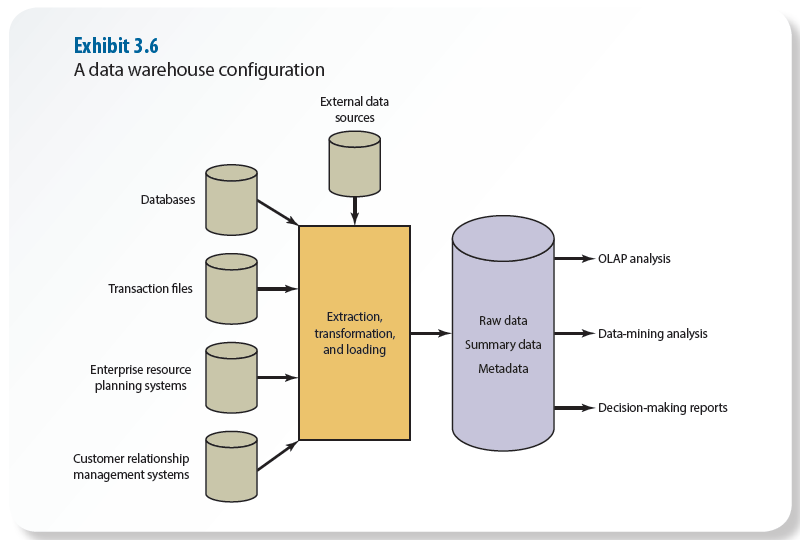 Exhibit 3.6
A data warehouse configuration
External data
sources
Databases
Transaction files
Enterprise resource
planning systems
Customer relationship
management systems
Extraction,
transformation,
and loading
Raw data
Summary data
Metadata
OLAP analysis
Data-mining analysis
Decision-making reports